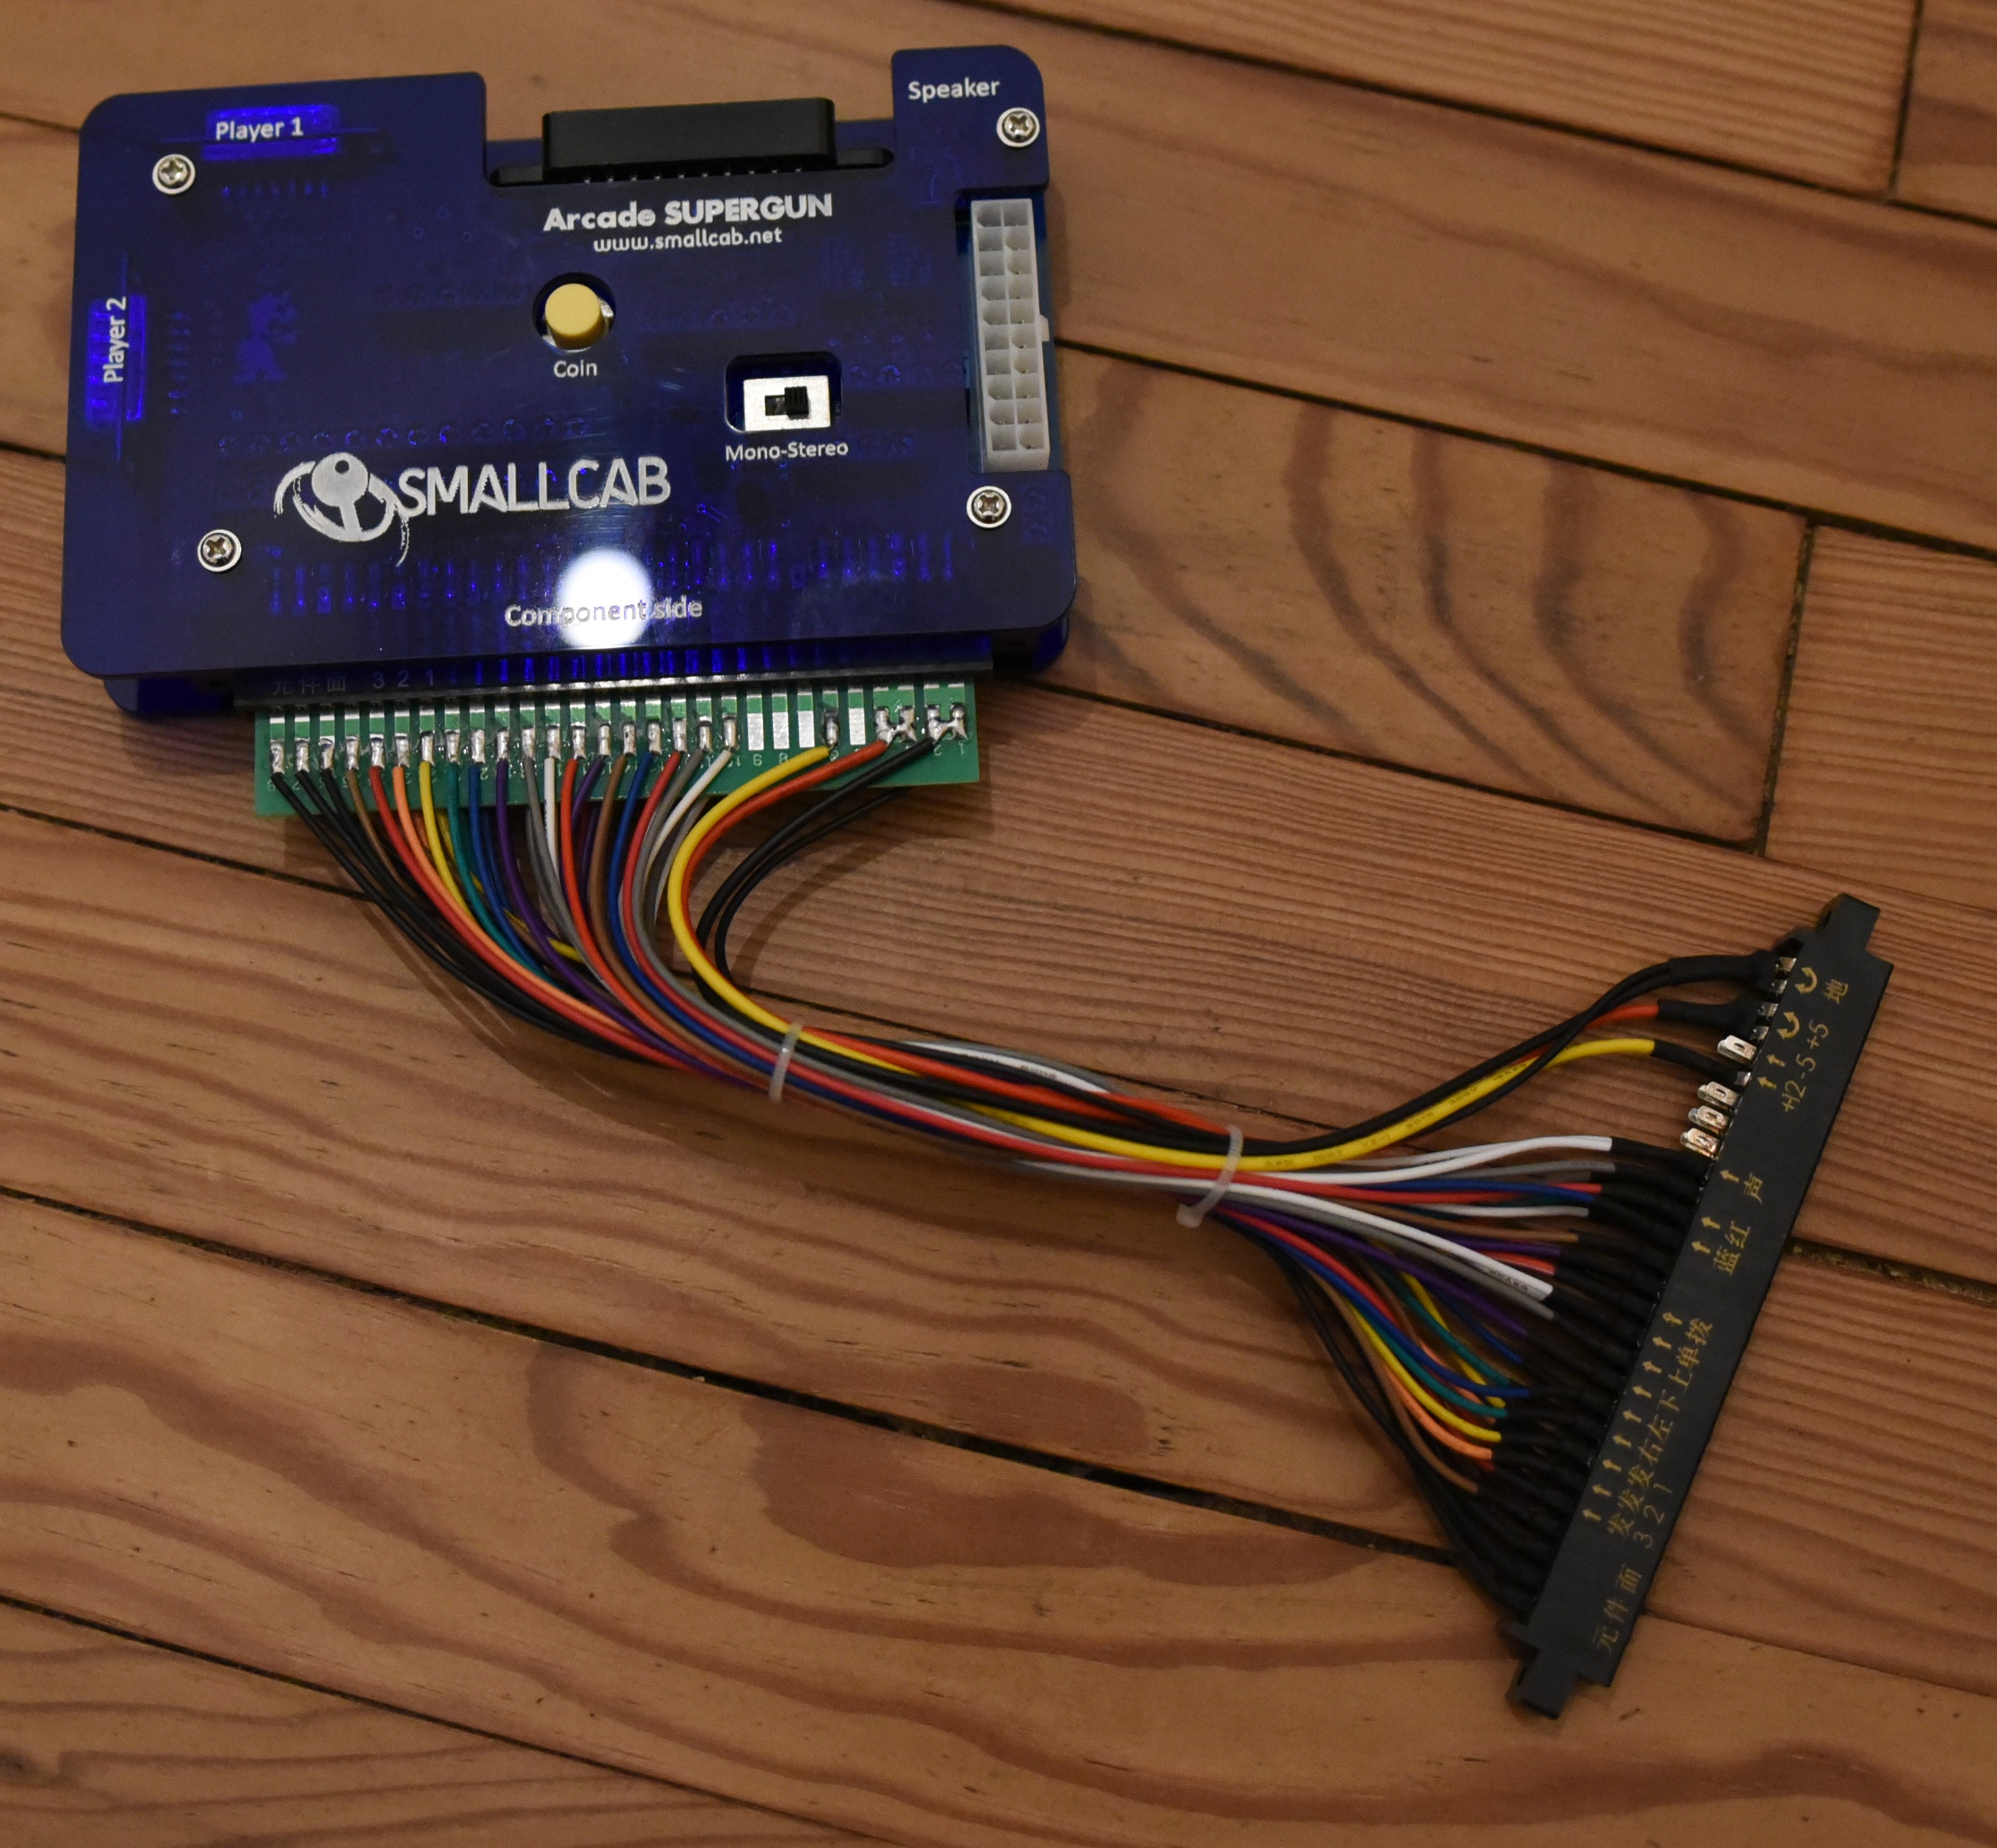 Speaker
Player 1
Arcade SUPERGUN
www.smallcab.net
Player 2
Coin
Mono-Stereo
SMALLCAB
Component side
元件面 3 2 1
地
+12-5+5
声
蓝红
发发发右左下上单拨
3 2 1
元件面